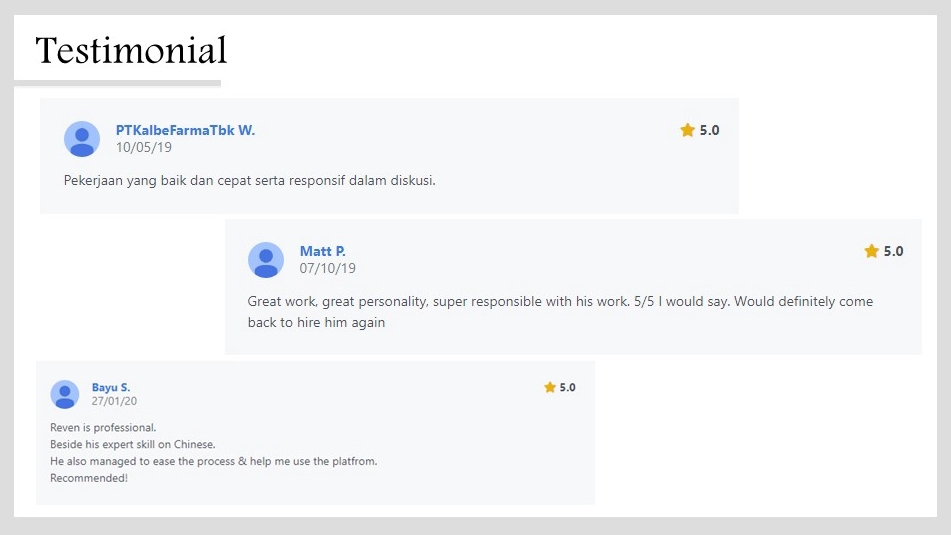 Testimonial
PTKalbeFarmaTbk W.
5.0
10/05/19
Pekerjaan yang baik dan cepat serta responsif dalam diskusi.
Matt P.
5.0
07/10/19
Great work, great personality, super responsible with his work. 5/5 I would say. Would definitely come
back to hire him again
Bayu S.
5.0
27/01/20
Reven is professional.
Beside his expert skill on Chinese.
He also managed to ease the process & help me use the platfrom.
Recommended!